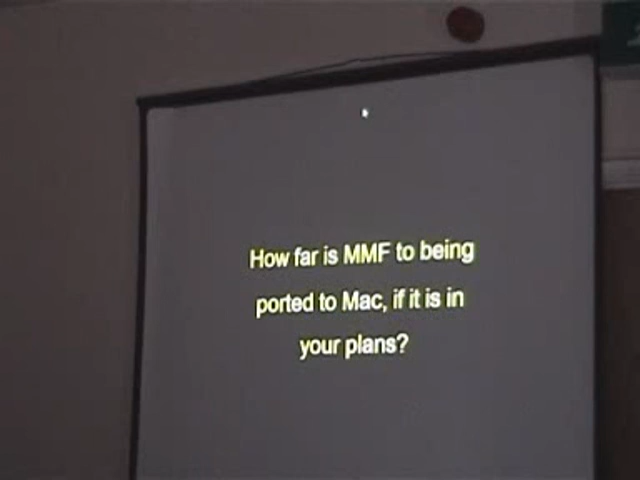 How far is MMF to being
ported to Mac, if it is in
your plans?